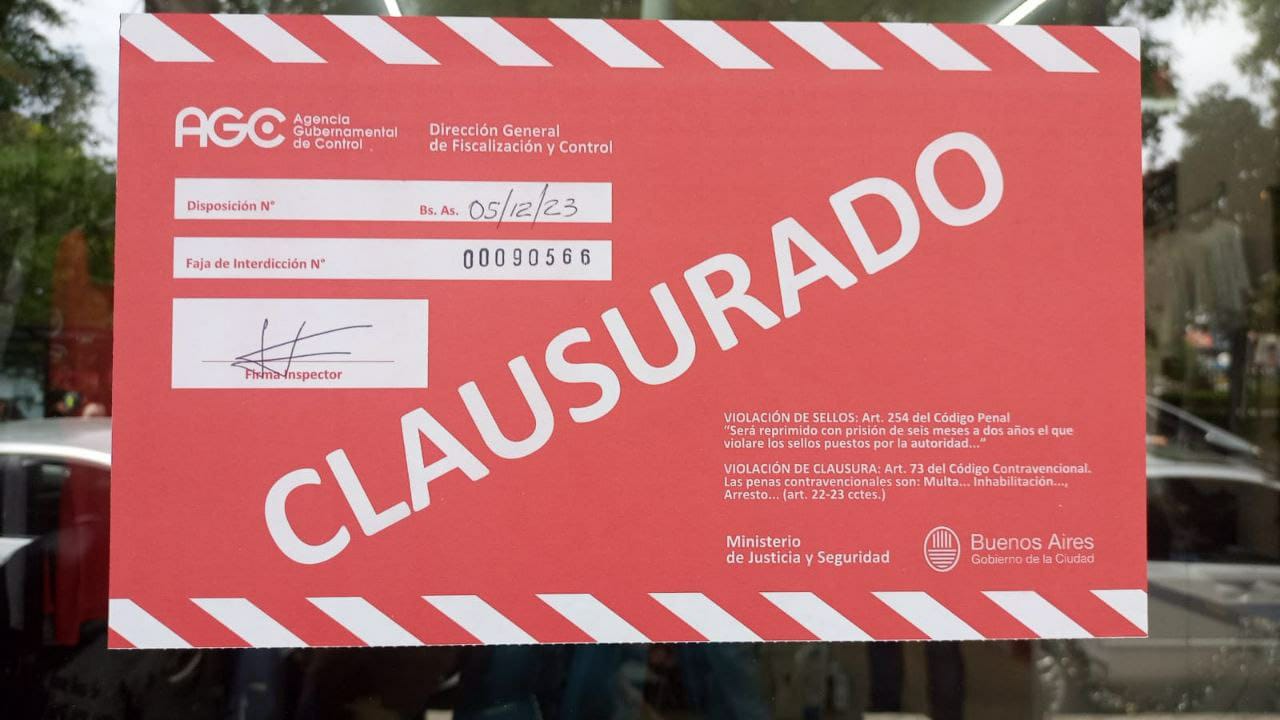 AGC Agencia
Gubernamental
de Control
Dirección General
de Fiscalización y Control
Disposición N° Bs. As. 05/12/23
Faja de Interdicción N° 00090566
Firma Inspector
CLAUSURADO
VIOLACIÓN DE SELLOS: Art. 254 del Código Penal
"Será reprimido con prisión de seis meses a dos años el que
violare los sellos puestos por la autoridad..."
VIOLACIÓN DE CLAUSURA: Art. 73 del Código Contravencional.
Las penas contravencionales son: Multa... Inhabilitación...,
Arresto... (art. 22-23 cctes.)
Ministerio
de Justicia y Seguridad
Buenos Aires
Gobierno de la Ciudad